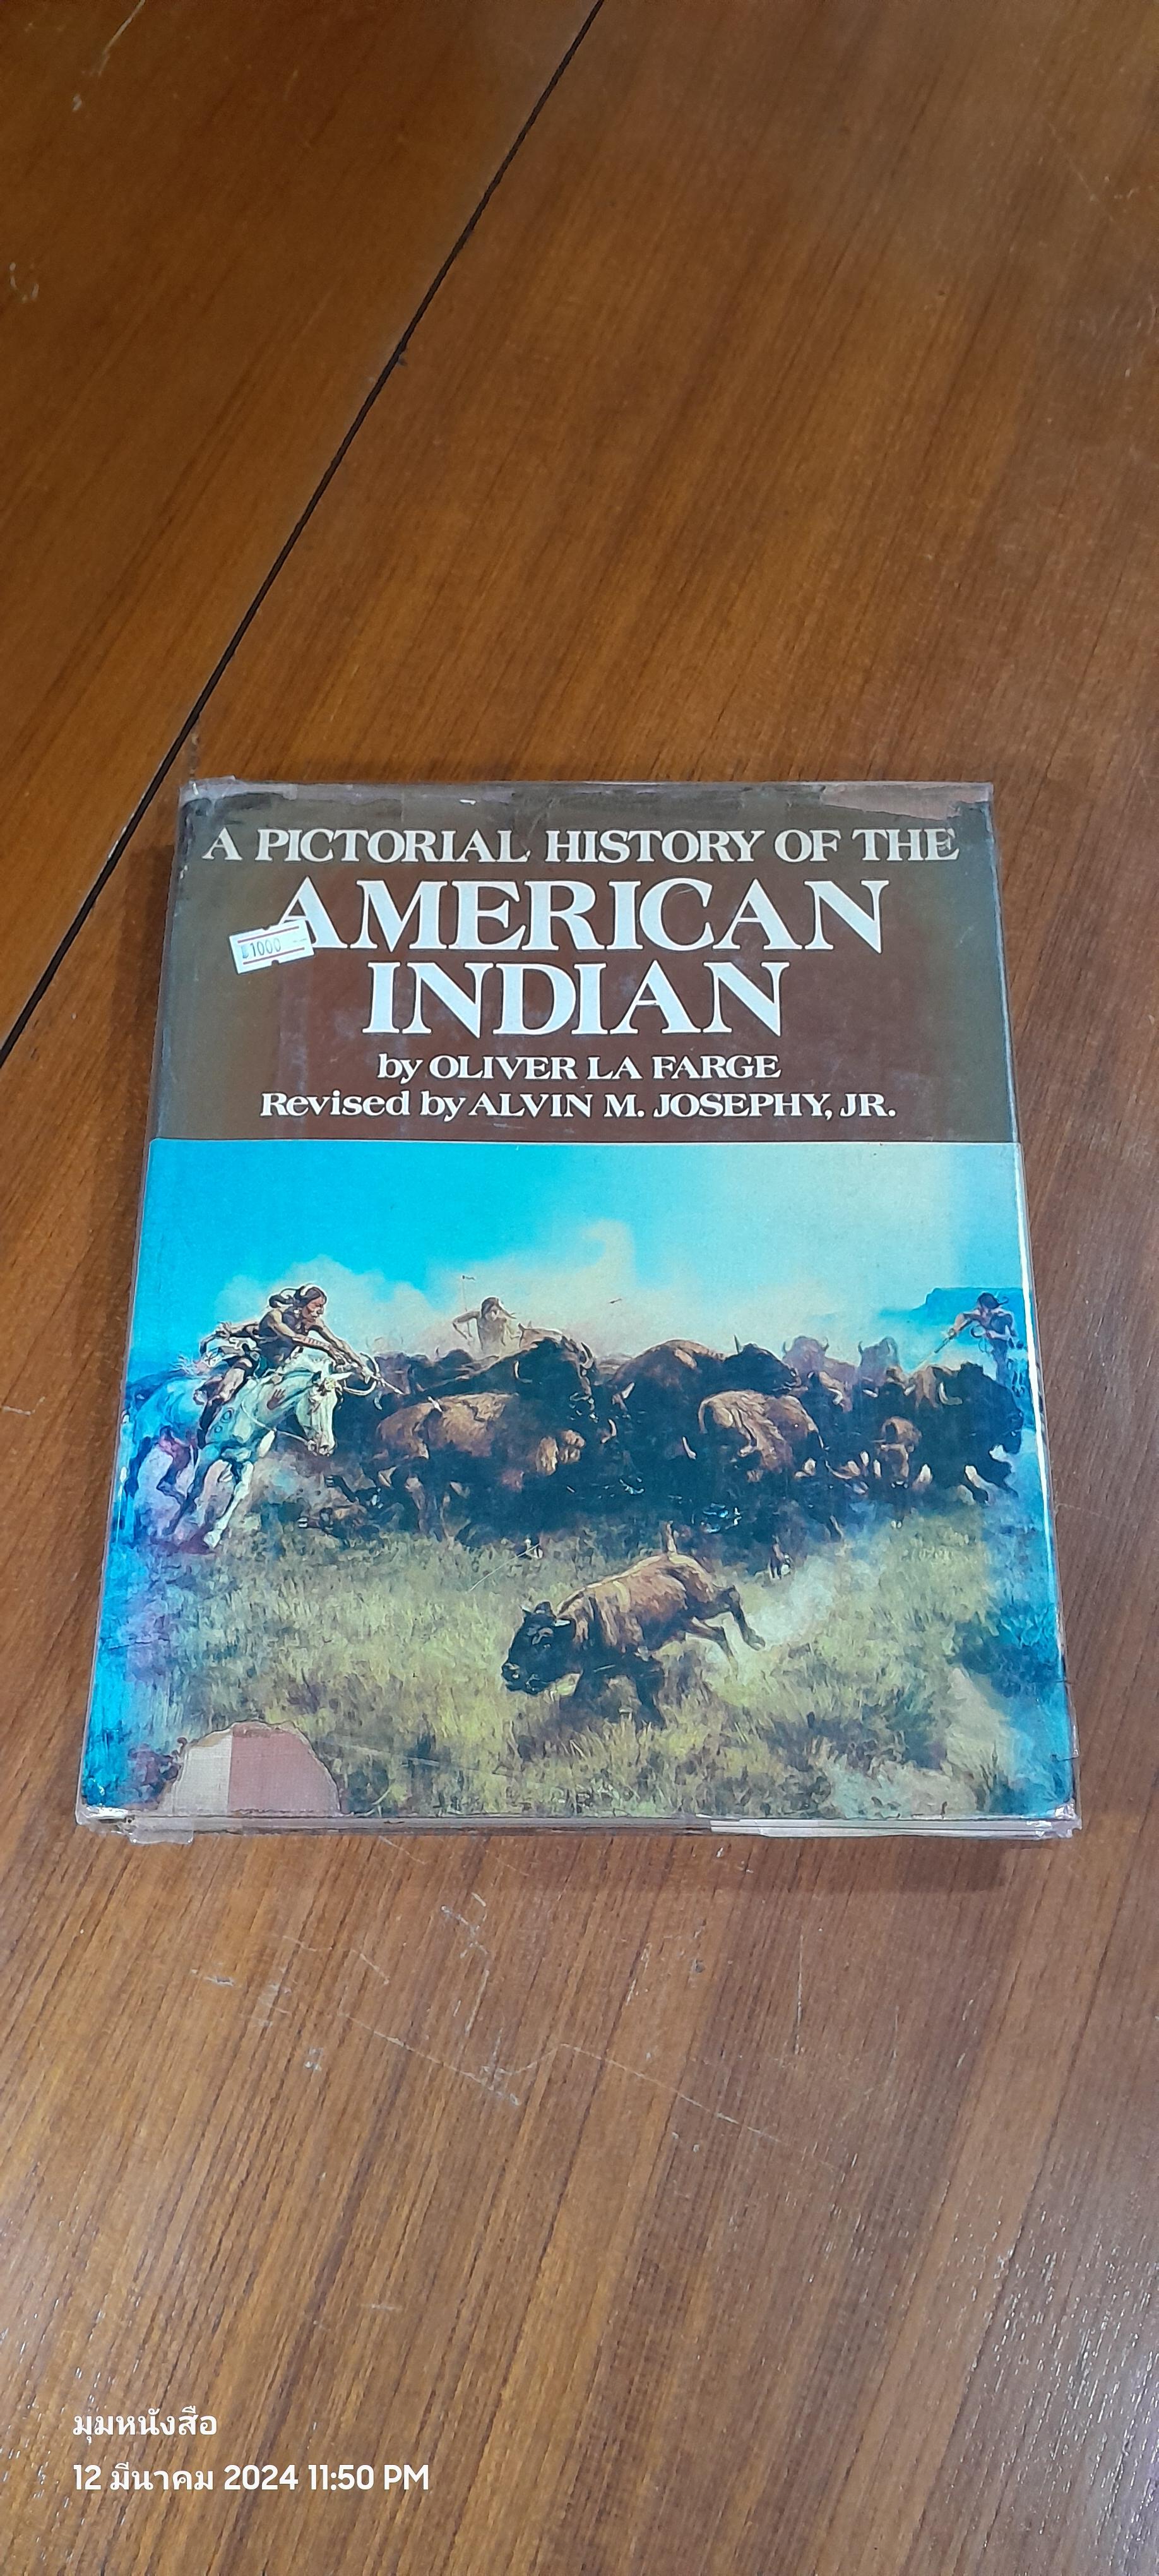 A PICTORIAL HISTORY OF THE
AMERICAN
฿1000
INDIAN
by OLIVER LA FARGE
Revised by ALVIN M. JOSEPHY, JR.
มุมหนังสือ
12 มีนาคม 2024 11:50 PM